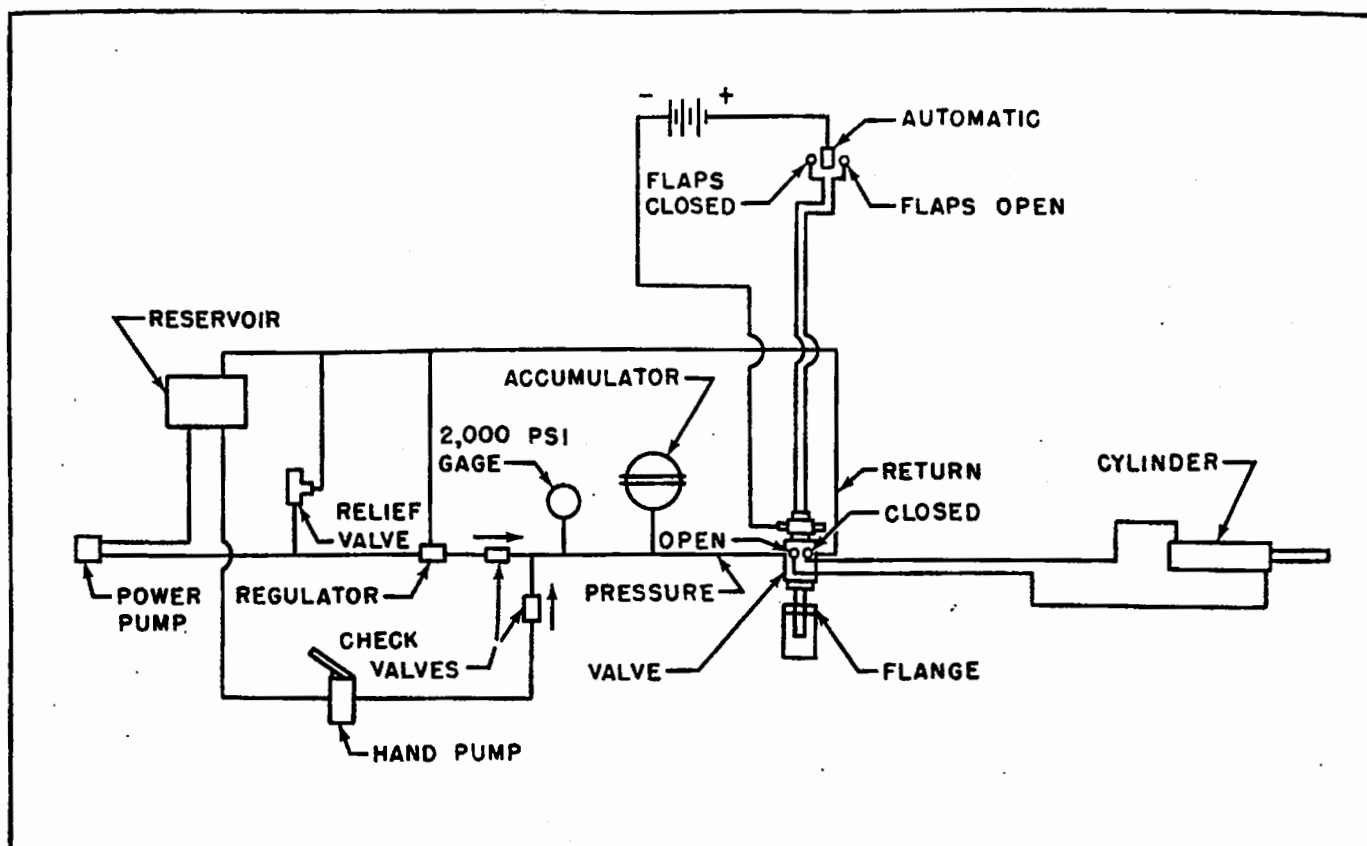 - +
AUTOMATIC
FLAPS
CLOSED
FLAPS OPEN
RESERVOIR
ACCUMULATOR
2,000 PSI
GAGE
RETURN
CYLINDER
RELIEF
VALVE
OPEN
CLOSED
POWER
PUMP
REGULATOR
PRESSURE
CHECK
VALVES
VALVE
FLANGE
HAND PUMP